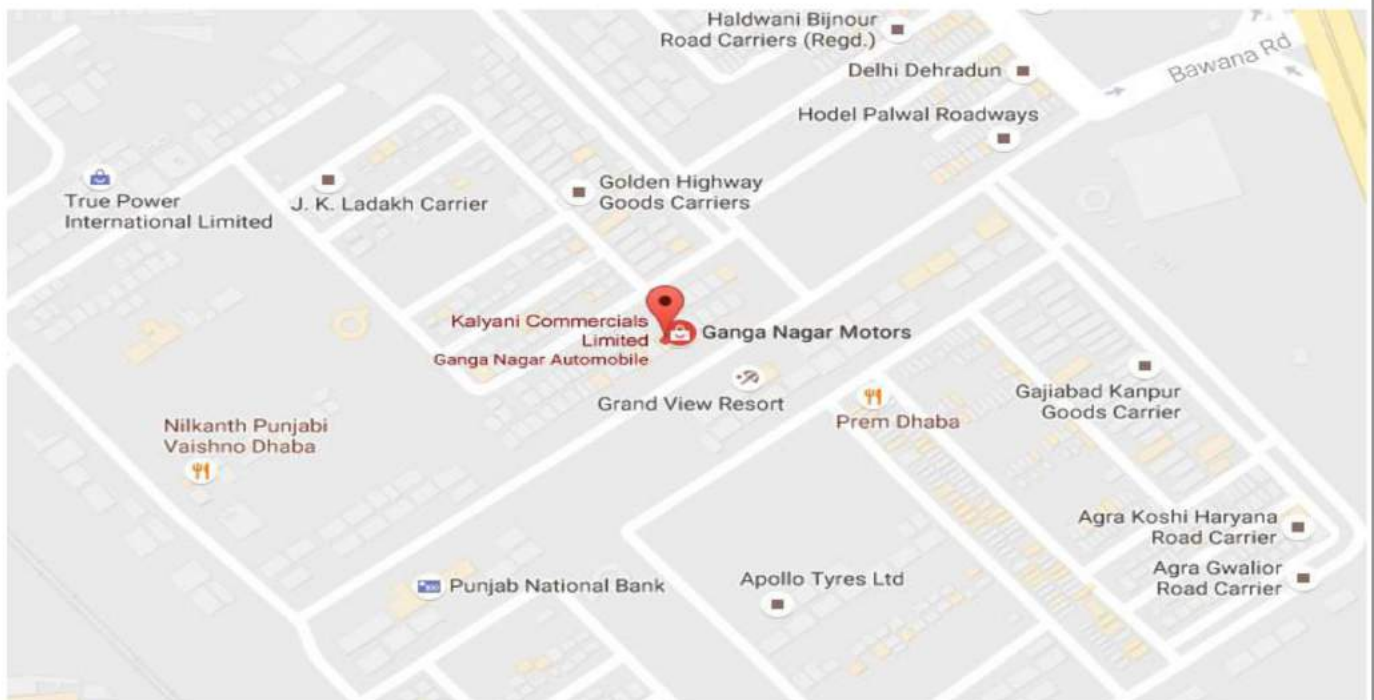 Haldwani Bijnour
Road Carriers (Regd.)
Delhi Dehradun
Bawana Rd
Hodel Palwal Roadways
True Power
International Limited
J. K. Ladakh Carrier
Golden Highway
Goods Carriers
Kalyani Commercials
Limited
Ganga Nagar Automobile
Ganga Nagar Motors
Grand View Resort
Prem Dhaba
Gajiabad Kanpur
Goods Carrier
Nilkanth Punjabi
Vaishno Dhaba
Agra Koshi Haryana
Road Carrier
Agra Gwalior
Road Carrier
Punjab National Bank
Apollo Tyres Ltd